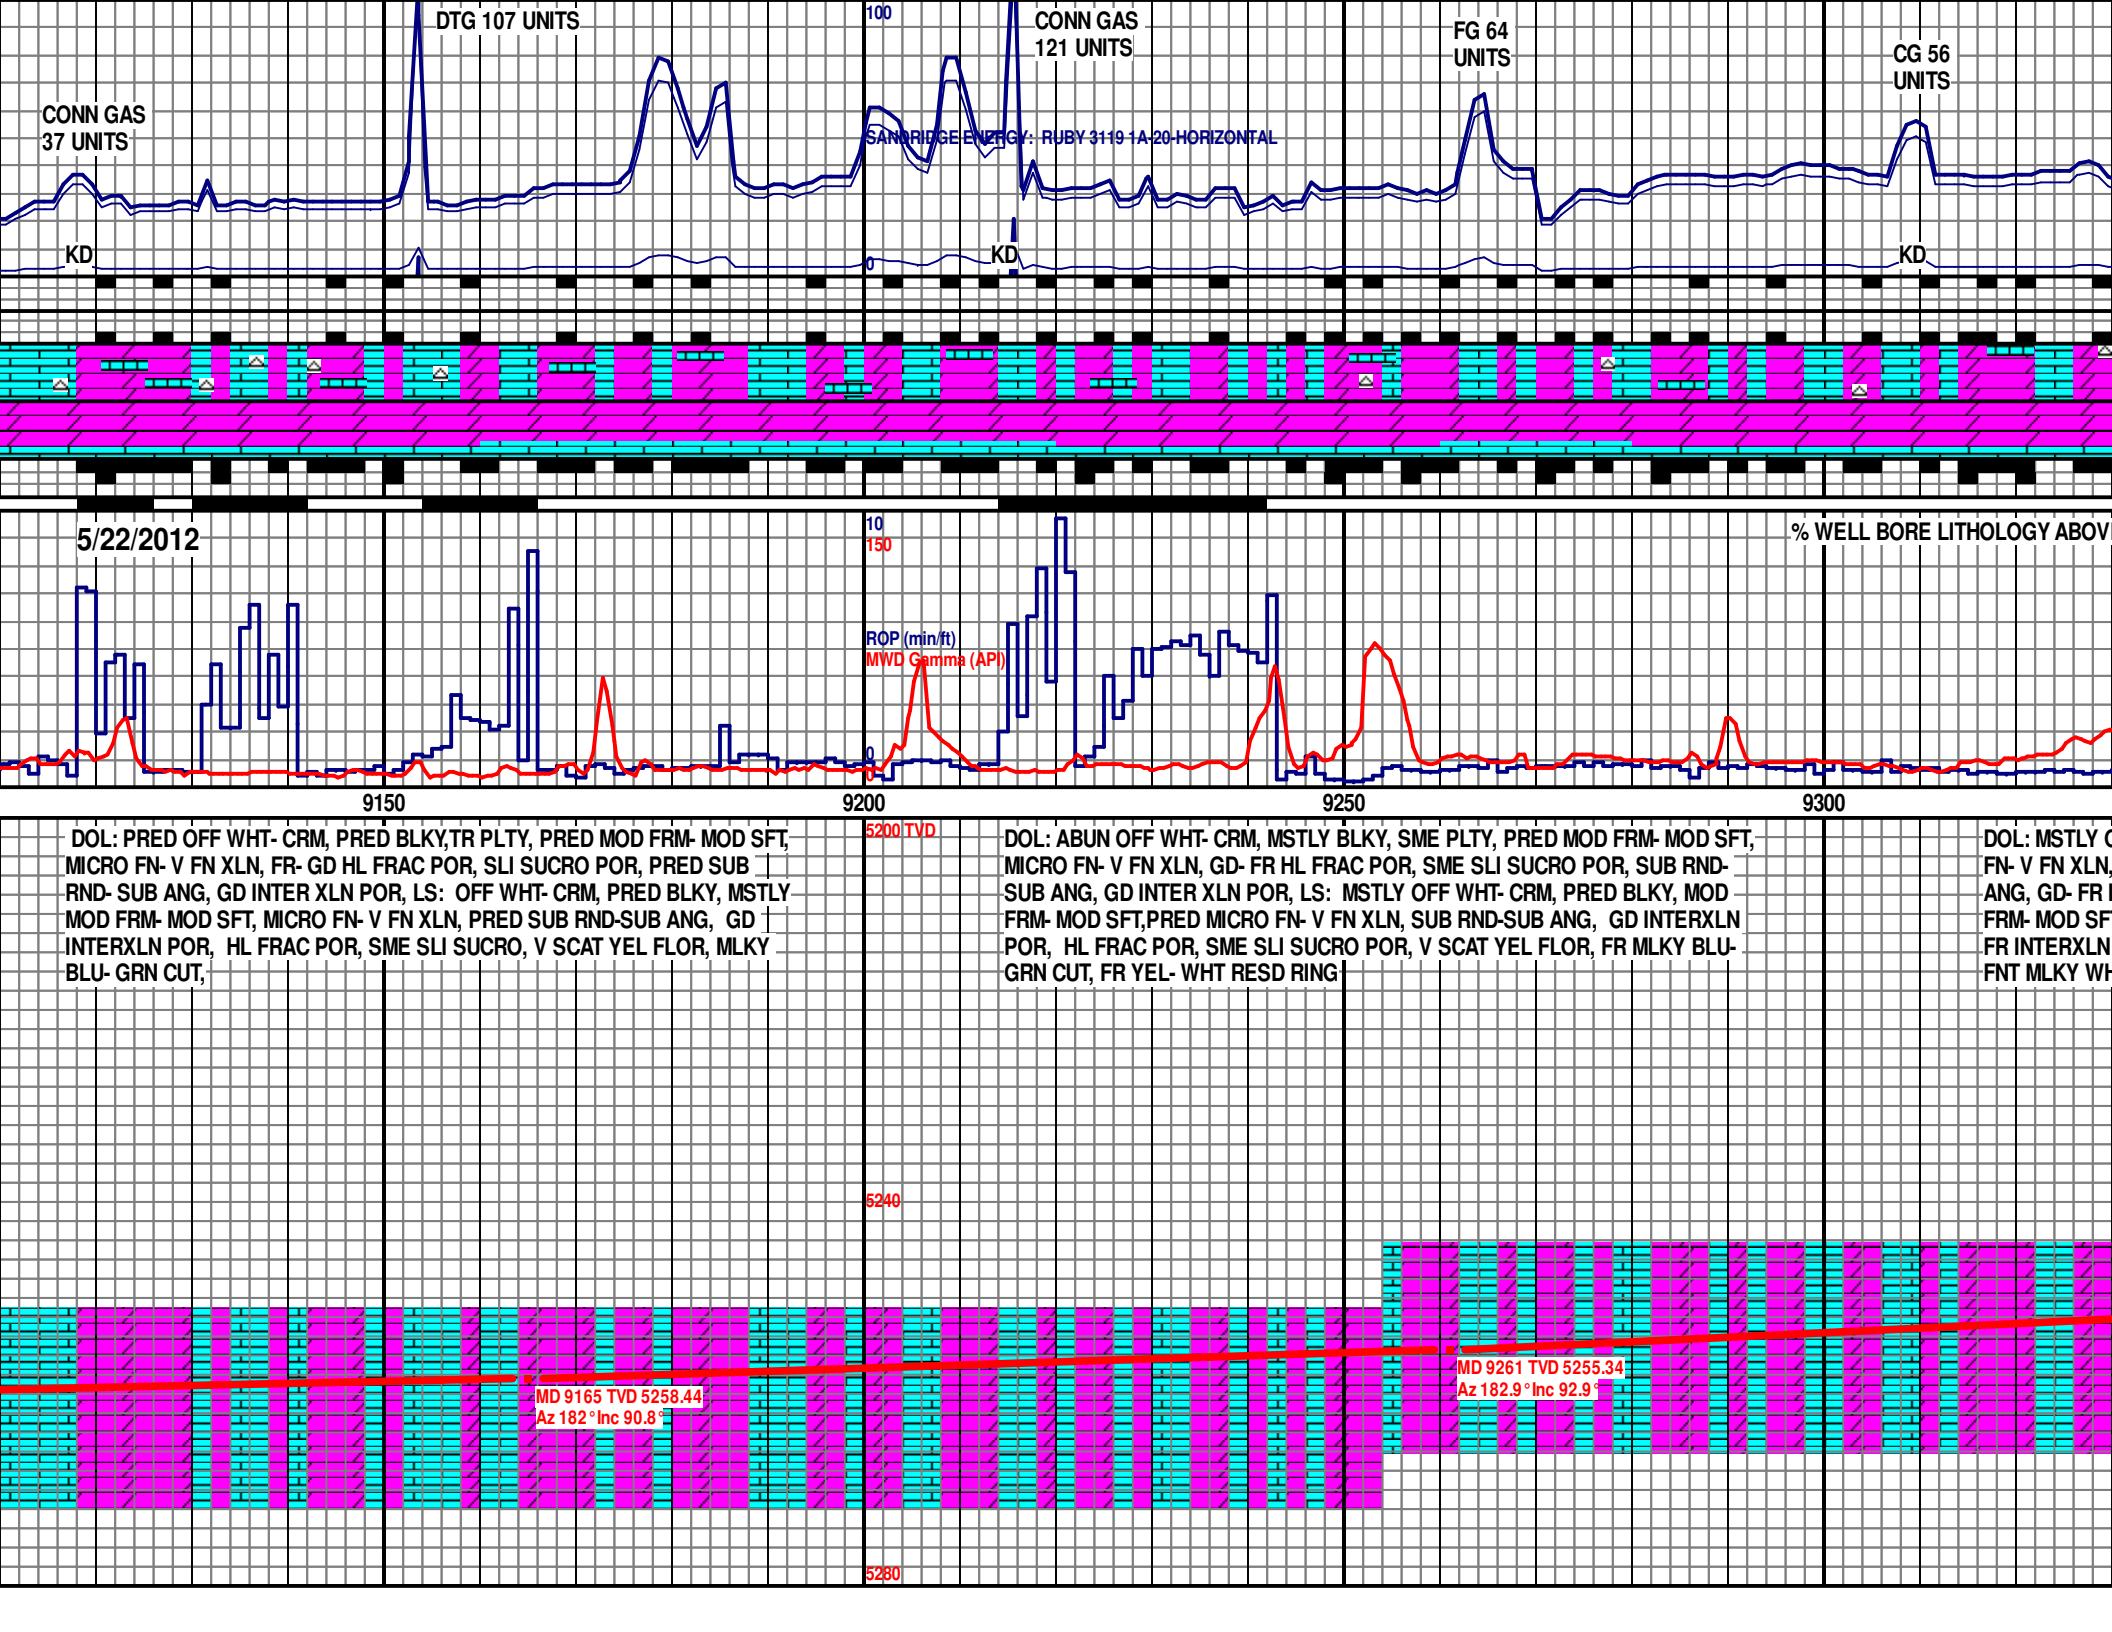 DTG 107 UNITS
100
CONN GAS
121 UNITS
FG 64
UNITS
CG 56
UNITS
CONN GAS
37 UNITS
SANDRIDGE ENERGY: RUBY 3119 1A-20-HORIZONTAL
KD
KD
KD
0
5/22/2012
10
150
% WELL BORE LITHOLOGY ABOV
ROP (min/ft)
MWD Gamma (API)
0
0
9150
9200
9250
9300
DOL: PRED OFF WHT- CRM, PRED BLKY,TR PLTY, PRED MOD FRM- MOD SFT,
MICRO FN- V FN XLN, FR- GD HL FRAC POR, SLI SUCRO POR, PRED SUB
RND- SUB ANG, GD INTER XLN POR, LS: OFF WHT- CRM, PRED BLKY, MSTLY
MOD FRM- MOD SFT, MICRO FN- V FN XLN, PRED SUB RND-SUB ANG, GD
INTERXLN POR, HL FRAC POR, SME SLI SUCRO, V SCAT YEL FLOR, MLKY
BLU- GRN CUT,
5200 TVD
DOL: ABUN OFF WHT- CRM, MSTLY BLKY, SME PLTY, PRED MOD FRM- MOD SFT,
MICRO FN- V FN XLN, GD- FR HL FRAC POR, SME SLI SUCRO POR, SUB RND-
SUB ANG, GD INTER XLN POR, LS: MSTLY OFF WHT- CRM, PRED BLKY, MOD
FRM- MOD SFT,PRED MICRO FN- V FN XLN, SUB RND-SUB ANG, GD INTERXLN
POR, HL FRAC POR, SME SLI SUCRO POR, V SCAT YEL FLOR, FR MLKY BLU-
GRN CUT, FR YEL- WHT RESD RING
DOL: MSTLY
FN- V FN XLN,
ANG, GD- FR
FRM- MOD SF
FR INTERXLN
FNT MLKY WH
5240
MD 9165 TVD 5258.44
Az 182° Inc 90.8°
MD 9261 TVD 5255.34
Az 182.9° Inc 92.9°
5280